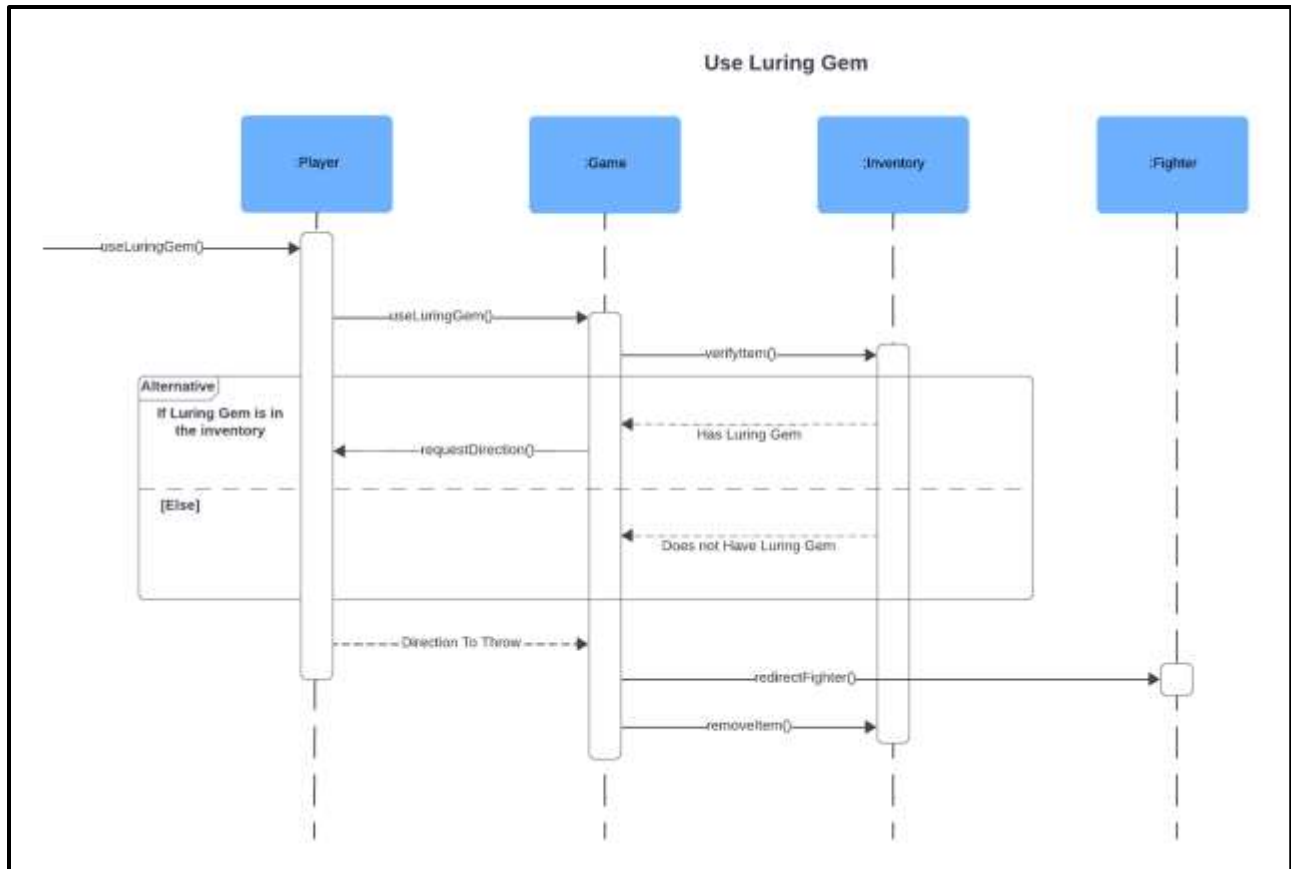 Use Luring Gem
:Player
:Game
:Inventory
:Fighter
useLuringGem()
useLuringGem()
verifyItem()
Alternative
If Luring Gem is in
the inventory
Has Luring Gem
requestDirection()
[Else]
Does not Have Luring Gem
Direction To Throw
redirectFighter()
removeItem()